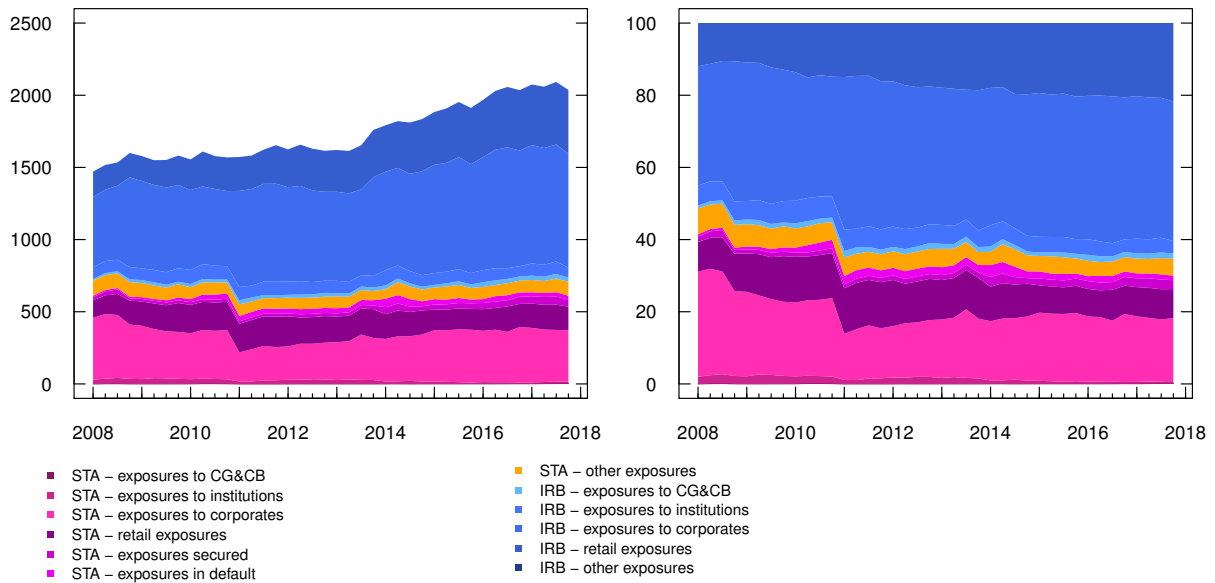 2500
2000
1500
1000
500
0
2008
2010
2012
2014
2016
2018
100
80
60
40
20
0
2008
2010
2012
2014
2016
2018
STA − exposures to CG&CB
STA − exposures to institutions
STA − exposures to corporates
STA − retail exposures
STA − exposures secured
STA − exposures in default
STA − other exposures
IRB − exposures to CG&CB
IRB − exposures to institutions
IRB − exposures to corporates
IRB − retail exposures
IRB − other exposures